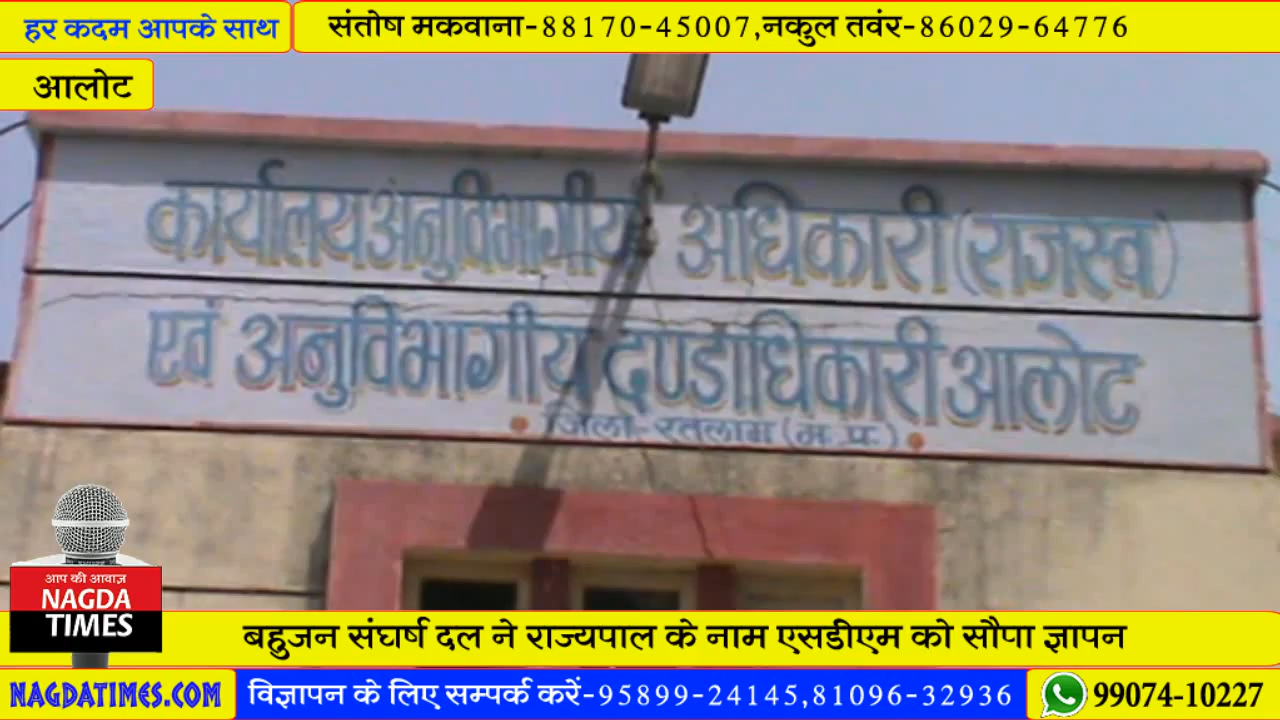 हर कदम आपके साथ
संतोष मकवाना-88170-45007,नकुल तवंर-86029-64776
आलोट
कार्यालय अनुविभागीय अधिकारी (राजस्व)
एवं अनुविभागीय दण्डाधिकारी आलोट
जिला-रतलाम (म.प्र.)
आप की आवाज़
NAGDA
TIMES
बहुजन संघर्ष दल ने राज्यपाल के नाम एसडीएम को सौपा ज्ञापन
NAGDATIMES.COM
विज्ञापन के लिए सम्पर्क करें-95899-24145,81096-32936
99074-10227